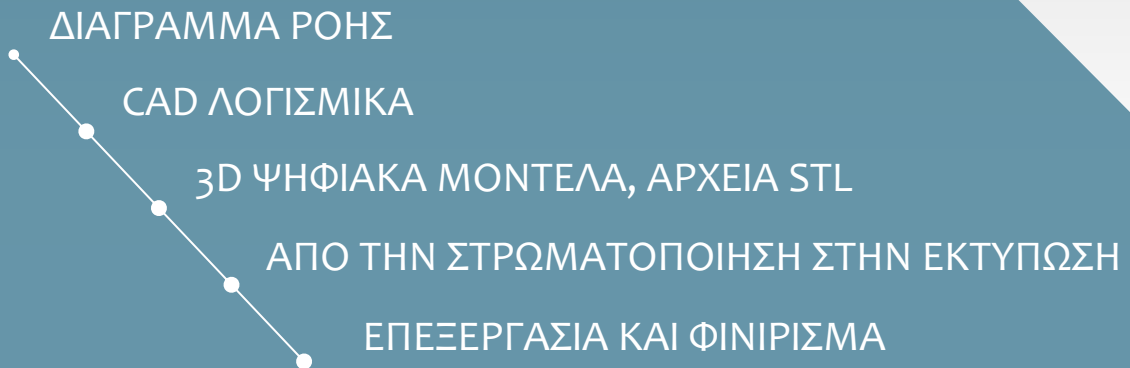 ΔΙΑΓΡΑΜΜΑ ΡΟΗΣ
CAD ΛΟΓΙΣΜΙΚΑ
3D ΨΗΦΙΑΚΑ ΜΟΝΤΕΛΑ, ΑΡΧΕΙΑ STL
ΑΠΟ ΤΗΝ ΣΤΡΩΜΑΤΟΠΟΙΗΣΗ ΣΤΗΝ ΕΚΤΥΠΩΣΗ
ΕΠΕΞΕΡΓΑΣΙΑ ΚΑΙ ΦΙΝΙΡΙΣΜΑ